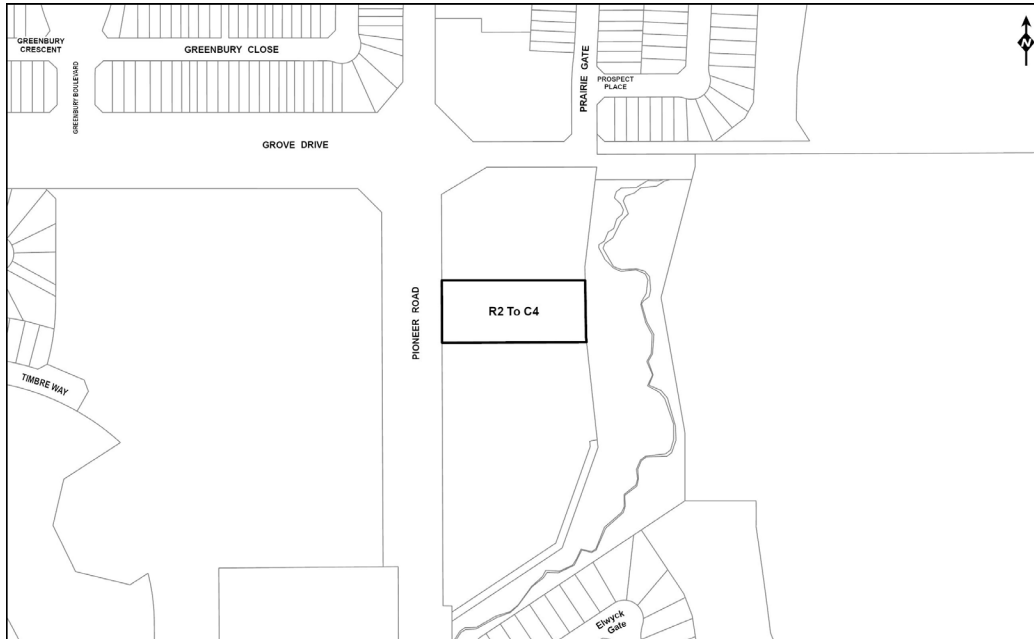 GREENBURY
CRESCENT
GREENBURY CLOSE
GREENBURY BOULEVARD
PRAIRIE GATE
PROSPECT
PLACE
N
GROVE DRIVE
PIONEER ROAD
R2 To C4
TIMBRE WAY
Elwyck
Gate